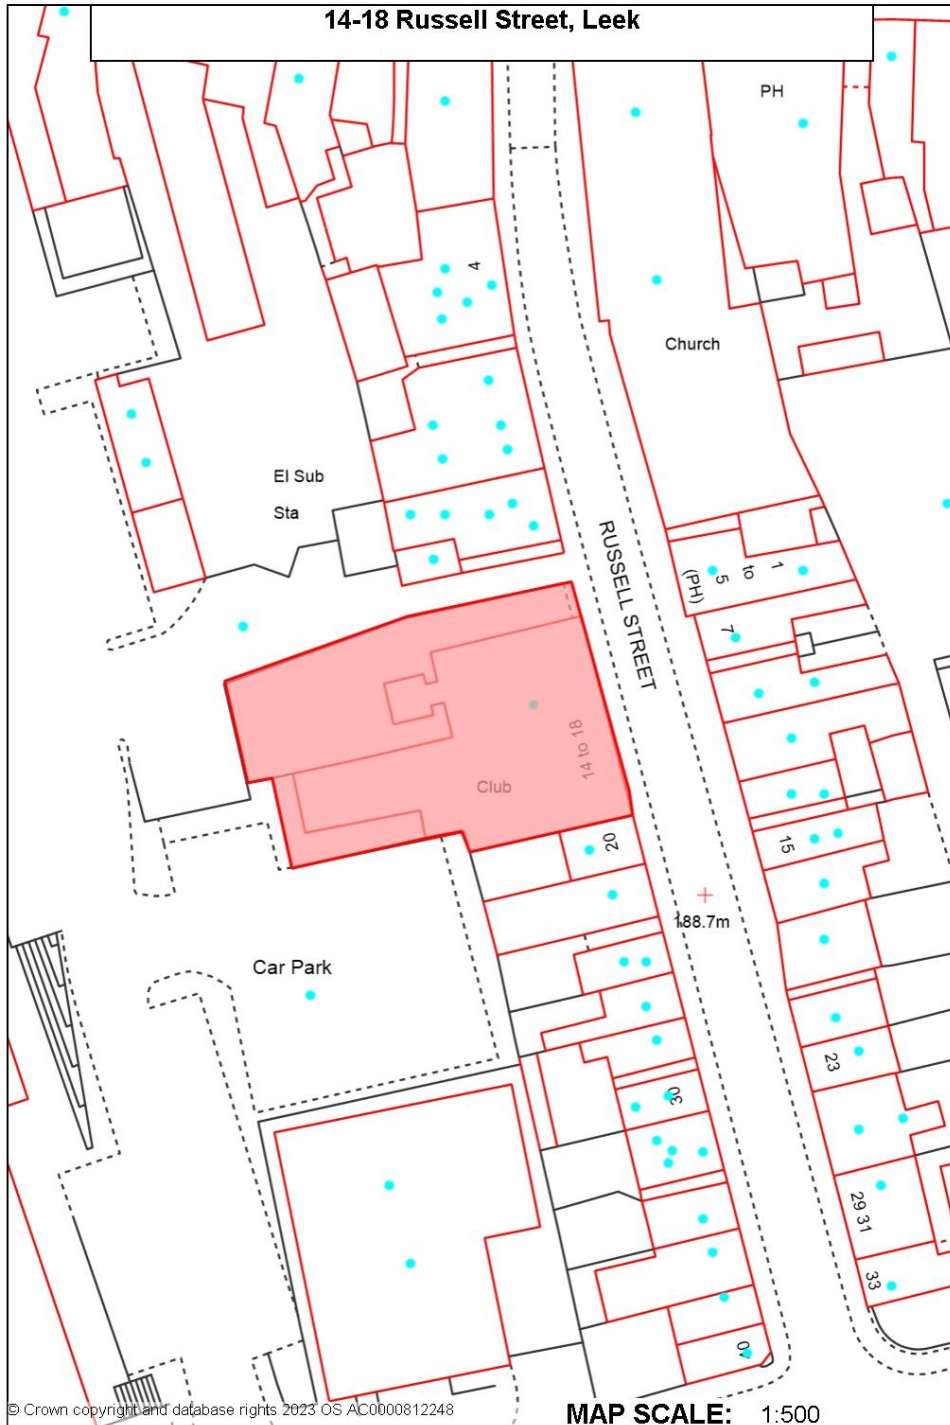 14-18 Russell Street, Leek
PH
4
Church
El Sub
Sta
RUSSELL STREET
1
to
5
(PH)
7
14 to 18
Club
20
15
188.7m
Car Park
23
30
29 31
33
40
© Crown copyright and database rights 2023 OS AC0000812248
MAP SCALE: 1:500